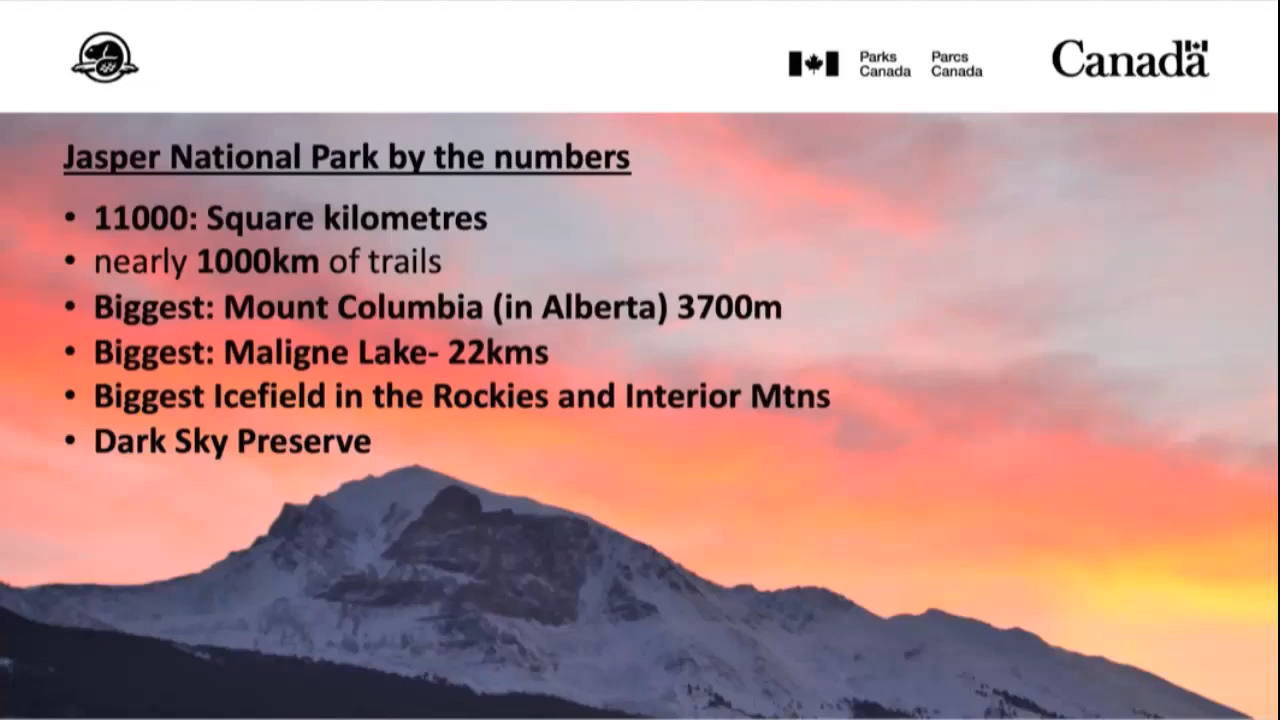 Parks Canada
Parcs Canada
Canada
Jasper National Park by the numbers
• 11000: Square kilometres
• nearly 1000km of trails
• Biggest: Mount Columbia (in Alberta) 3700m
• Biggest: Maligne Lake- 22kms
• Biggest Icefield in the Rockies and Interior Mtns
• Dark Sky Preserve